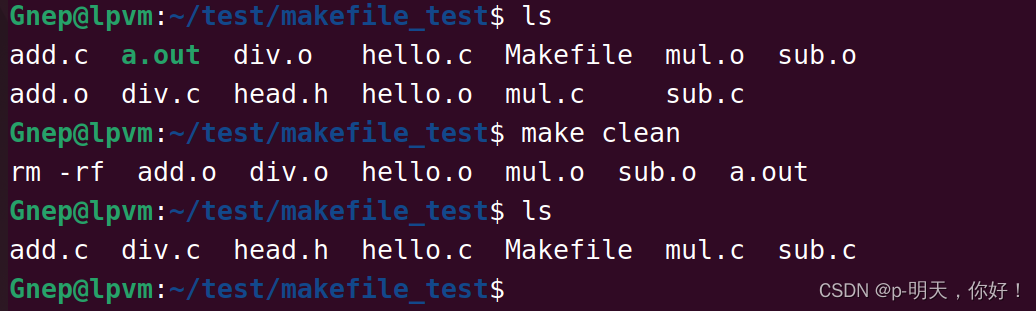 Gnep@lpvm:~/test/makefile_test$ ls
add.c  a.out  div.o   hello.c  Makefile  mul.o  sub.o
add.o  div.c  head.h  hello.o  mul.c     sub.c
Gnep@lpvm:~/test/makefile_test$ make clean
rm -rf  add.o  div.o  hello.o  mul.o  sub.o  a.out
Gnep@lpvm:~/test/makefile_test$ ls
add.c  div.c  head.h  hello.c  Makefile  mul.c  sub.c
Gnep@lpvm:~/test/makefile_test$
CSDN @p-明天，你好！